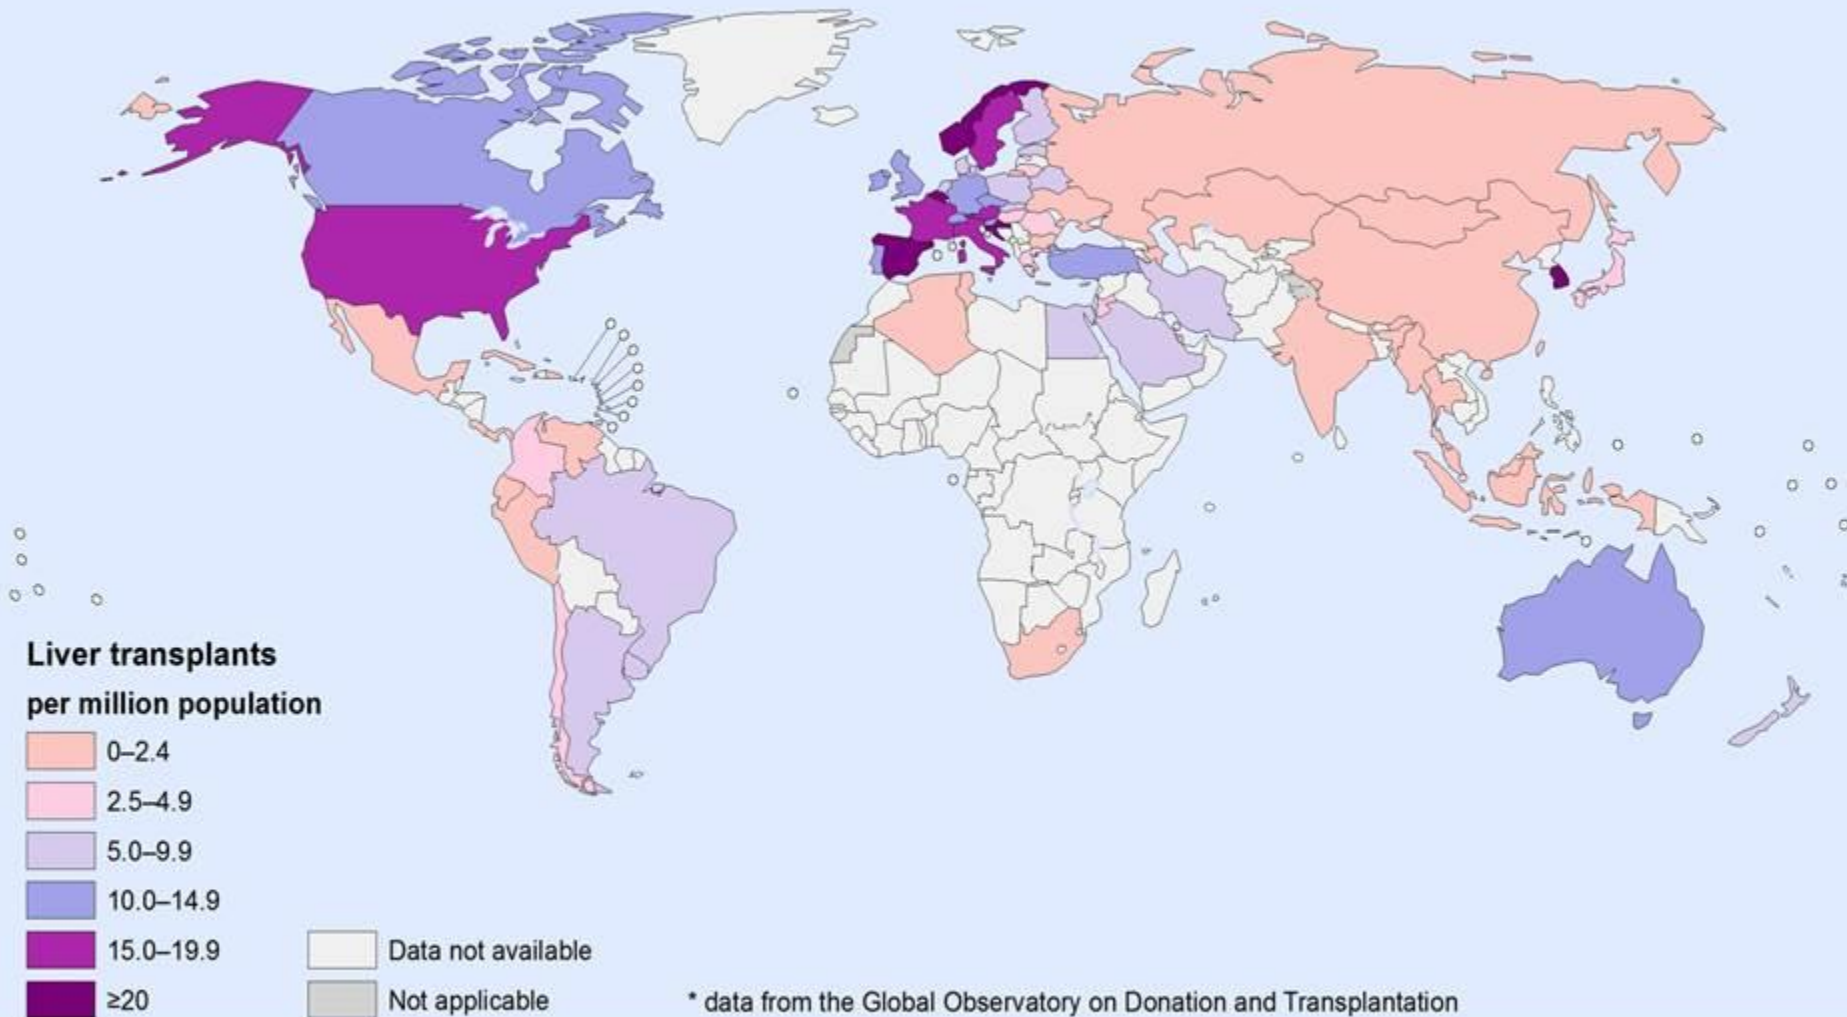 Liver transplants
per million population
0–2.4
2.5–4.9
5.0–9.9
10.0–14.9
15.0–19.9
≥20
Data not available
Not applicable
* data from the Global Observatory on Donation and Transplantation